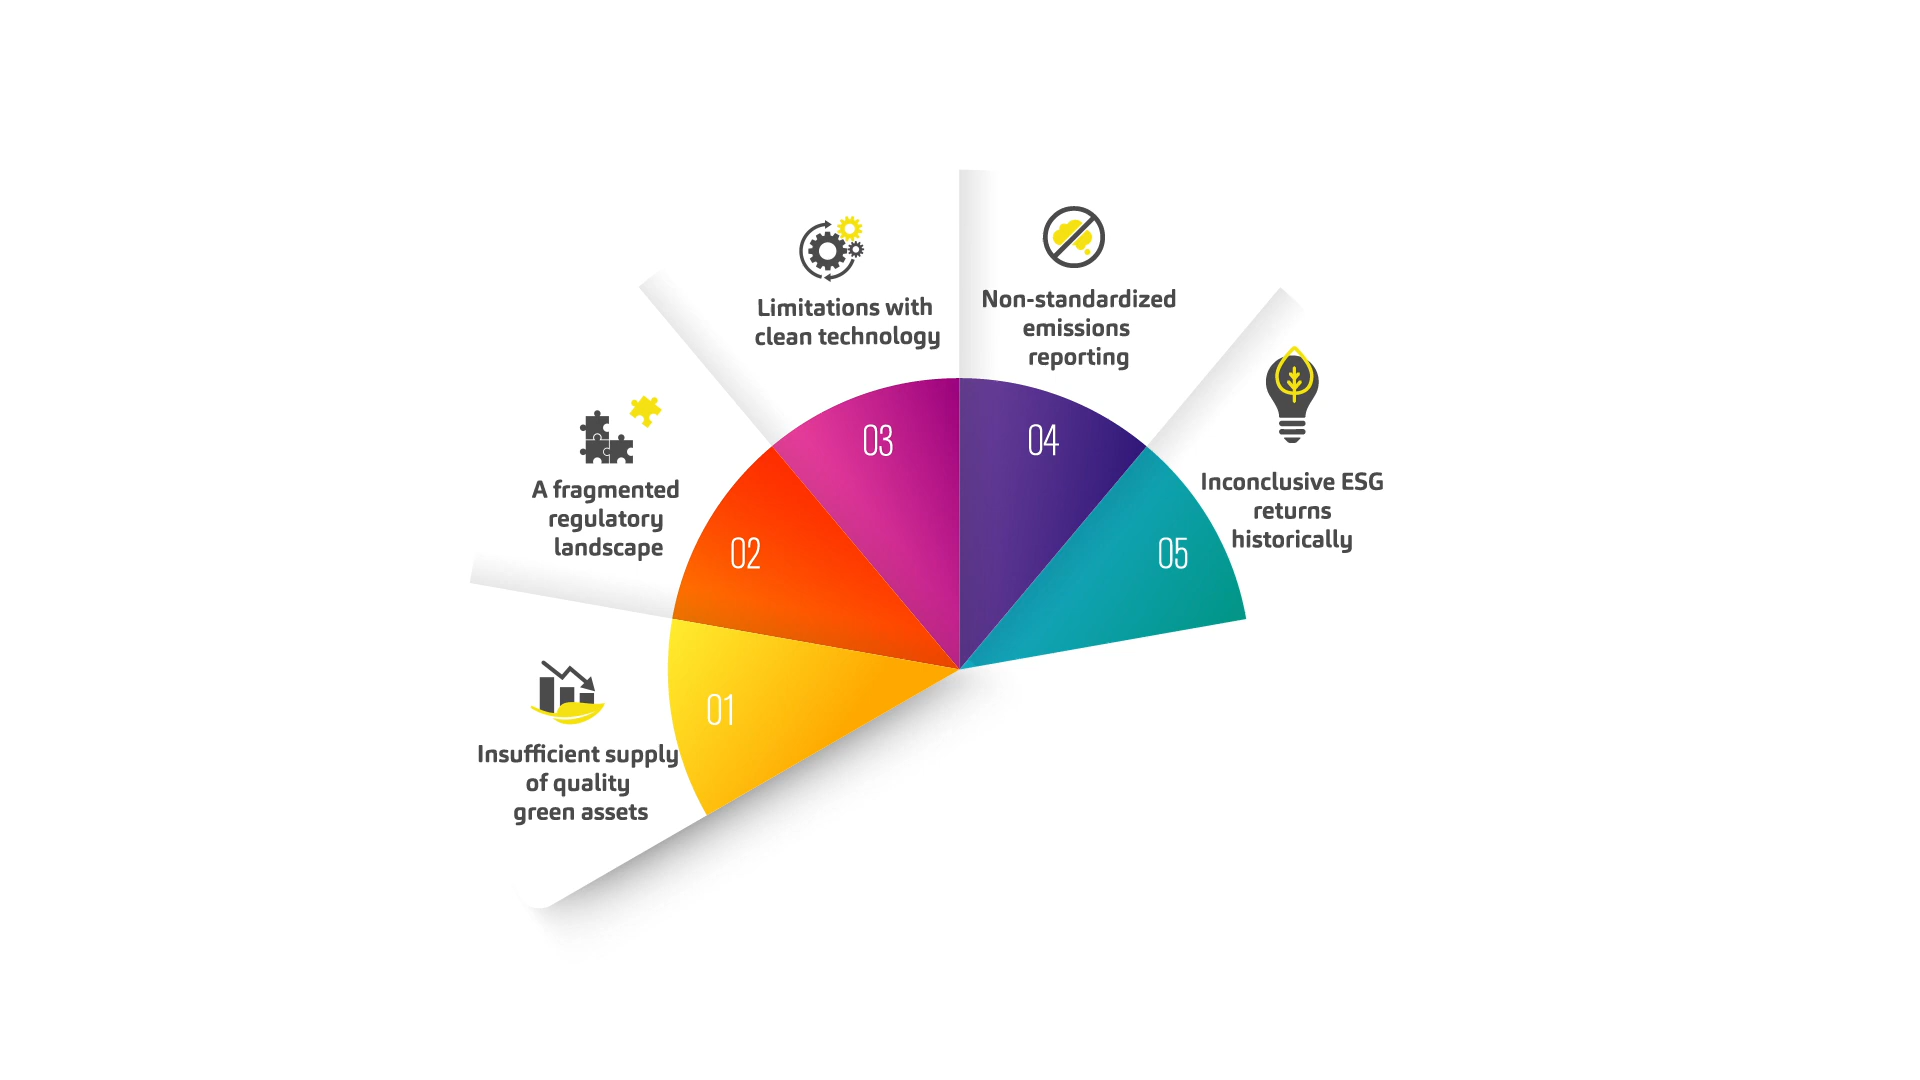 01
Insufficient supply
of quality
green assets
02
A fragmented
regulatory
landscape
03
Limitations with
clean technology
04
Non-standardized
emissions
reporting
05
Inconclusive ESG
returns
historically